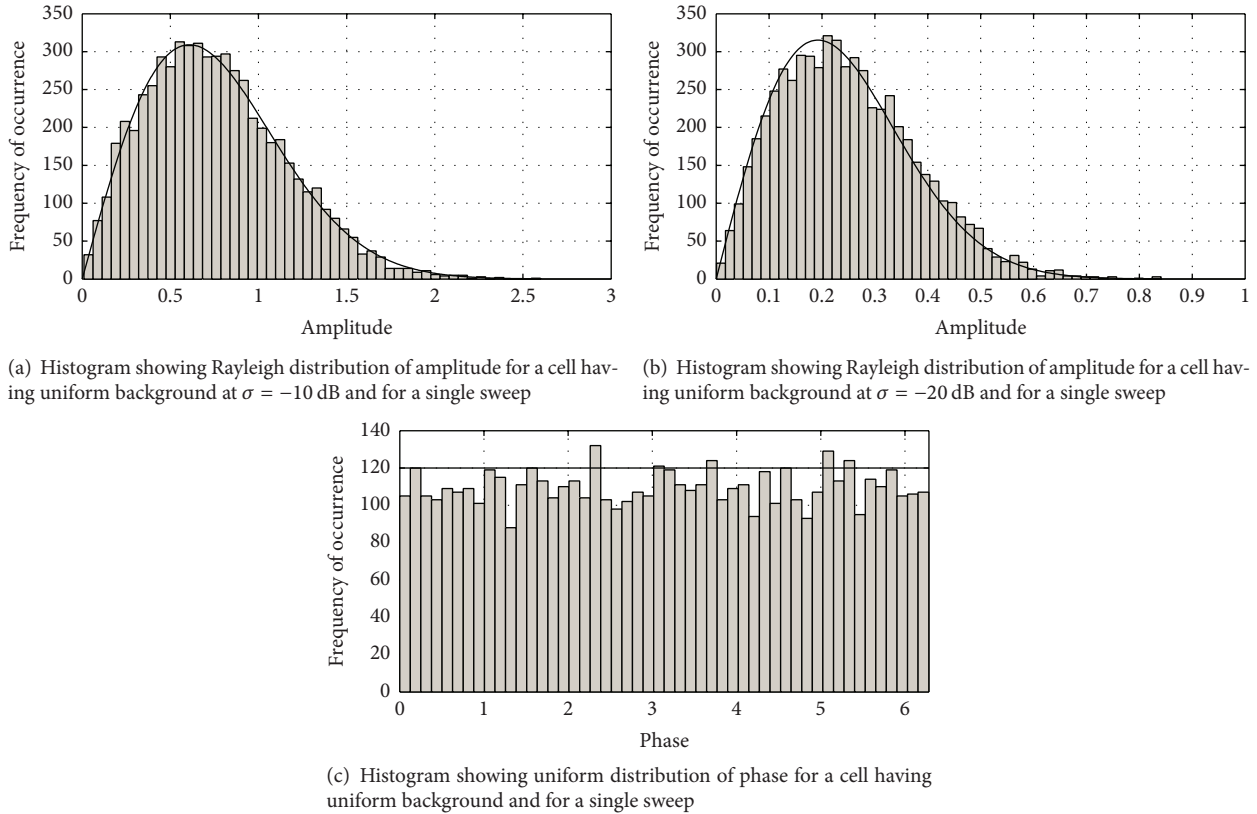 350
300
250
200
150
100
50
0
Frequency of occurrence
0 0.5 1 1.5 2 2.5 3
Amplitude
(a) Histogram showing Rayleigh distribution of amplitude for a cell hav-
ing uniform background at σ = −10 dB and for a single sweep
350
300
250
200
150
100
50
0
Frequency of occurrence
0 0.1 0.2 0.3 0.4 0.5 0.6 0.7 0.8 0.9 1
Amplitude
(b) Histogram showing Rayleigh distribution of amplitude for a cell hav-
ing uniform background at σ = −20 dB and for a single sweep
140
120
100
80
60
40
20
0
Frequency of occurrence
0 1 2 3 4 5 6
Phase
(c) Histogram showing uniform distribution of phase for a cell having
uniform background and for a single sweep